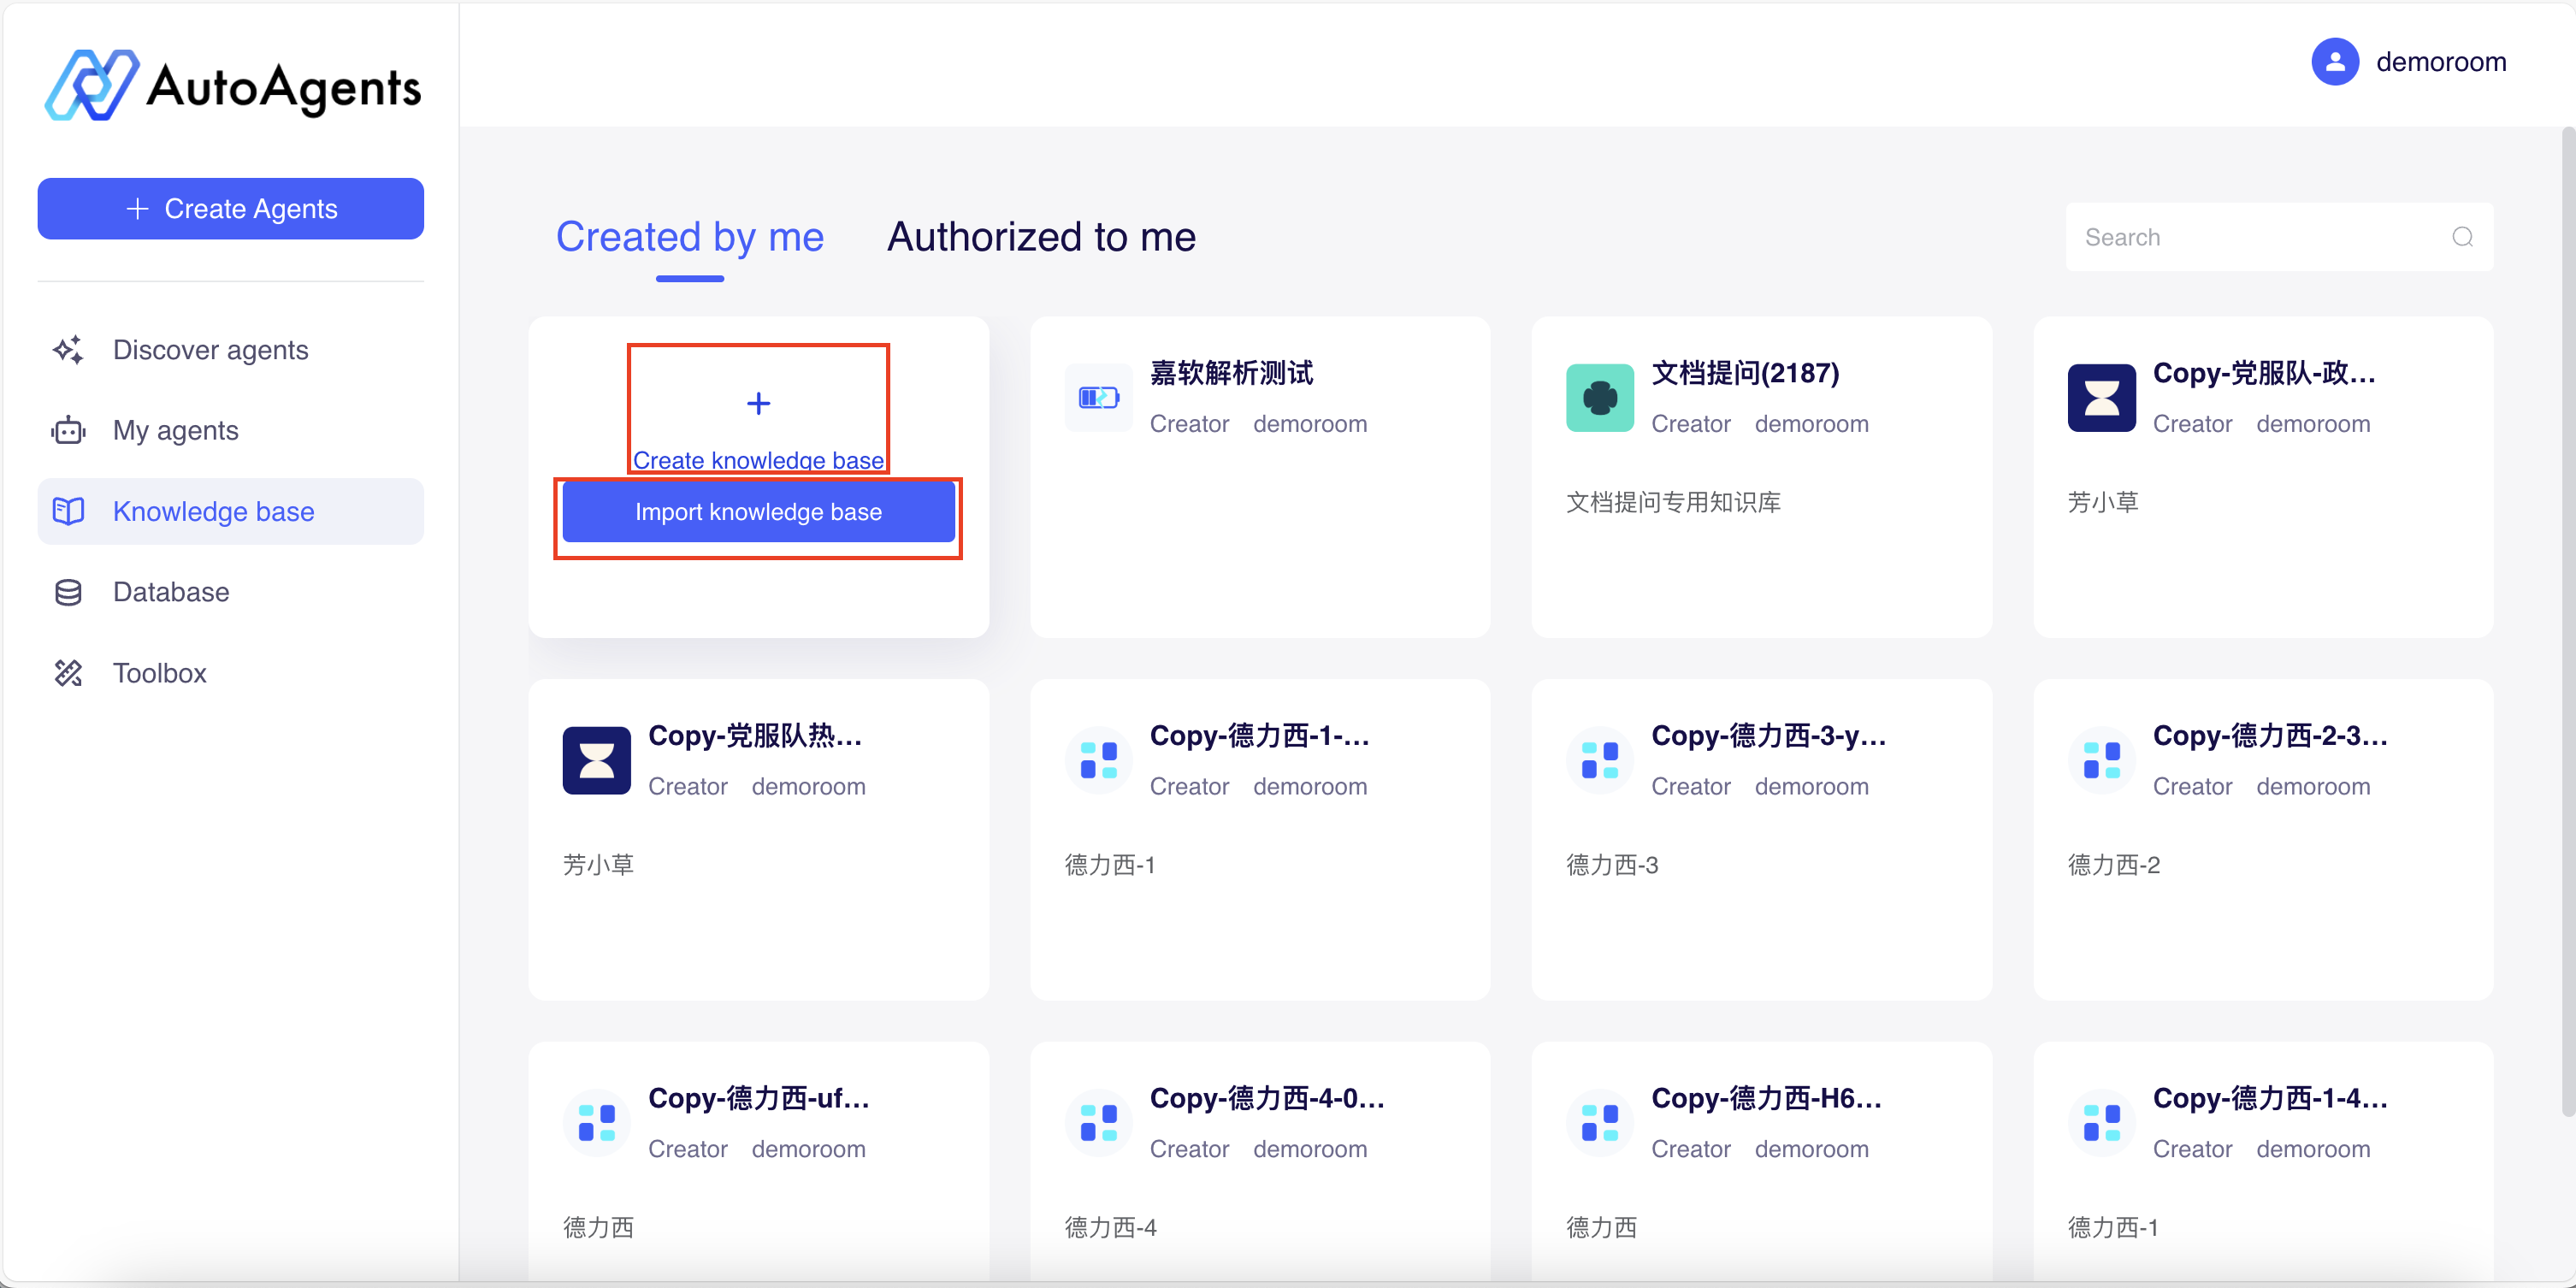 AutoAgents
demoroom
Create Agents
Discover agents
My agents
Knowledge base
Database
Toolbox
Created by me
Authorized to me
Search
Create knowledge base
Import knowledge base
嘉软解析测试
Creator demoroom
文档提问(2187)
Creator demoroom
文档提问专用知识库
Copy-党服队-政...
Creator demoroom
芳小草
Copy-党服队热...
Creator demoroom
芳小草
Copy-德力西-1-...
Creator demoroom
德力西-1
Copy-德力西-3-y...
Creator demoroom
德力西-3
Copy-德力西-2-3...
Creator demoroom
德力西-2
Copy-德力西-uf...
Creator demoroom
德力西
Copy-德力西-4-0...
Creator demoroom
德力西-4
Copy-德力西-H6...
Creator demoroom
德力西
Copy-德力西-1-4...
Creator demoroom
德力西-1